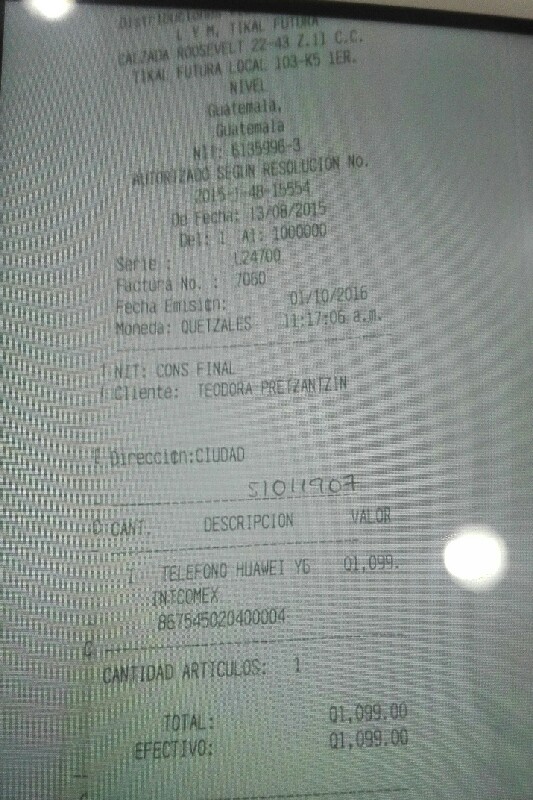 L Y M, TIKAL FUTURA
CALZADA ROOSEVELT 22-43 Z.11 C.C.
TIKAL FUTURA LOCAL 103-K5 1ER.
NIVEL
Guatemala,
Guatemala
NIT: 6135996-3
AUTORIZADO SEGUN RESOLUCION No.
2015-1-48-15554
De Fecha: 13/08/2015
Del: 1 Al: 1000000
Serie : L24700
Factura No. : 7060
Fecha Emision: 01/10/2016
Moneda: QUETZALES 11:17:06 a.m.
NIT: CONS FINAL
Cliente: TEODORA PRETZANTZIN
Dirección:CIUDAD
51011907
CANT. DESCRIPCION VALOR
1 TELEFONO HUAWEI Y6 Q1,099.
INTCOMEX
867545020400004
CANTIDAD ARTICULOS: 1
TOTAL: Q1,099.00
EFECTIVO: Q1,099.00